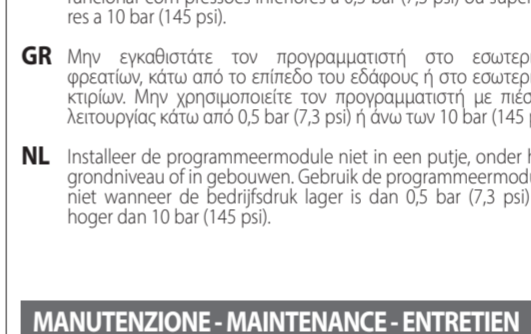 res a 10 bar (145 psi).
GR Μην εγκαθιστάτε τον προγραμματιστή στο
φρεατίων, κάτω από το επίπεδο του εδάφους ή στο
κτιρίων. Μην χρησιμοποιείτε τον προγραμματιστή με
λειτουργίας κάτω από 0,5 bar (7,3 psi) ή άνω των 10 bar (145
NL Installeer de programmeermodule niet in een putje, onder
grondniveau of in gebouwen. Gebruik de
niet wanneer de bedrijfsdruk lager is dan 0,5 bar (7,3 psi)
hoger dan 10 bar (145 psi).
MANUTENZIONE - MAINTENANCE - ENTRETIEN